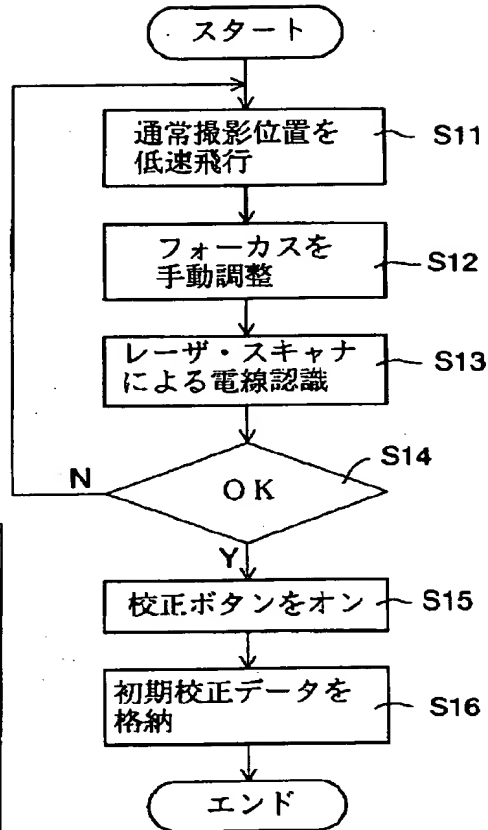 スタート
通常撮影位置を
低速飛行
S11
フォーカスを
手動調整
S12
レーザ・スキャナ
による電線認識
S13
S14
N
OK
Y
校正ボタンをオン
S15
初期校正データを
格納
S16
エンド